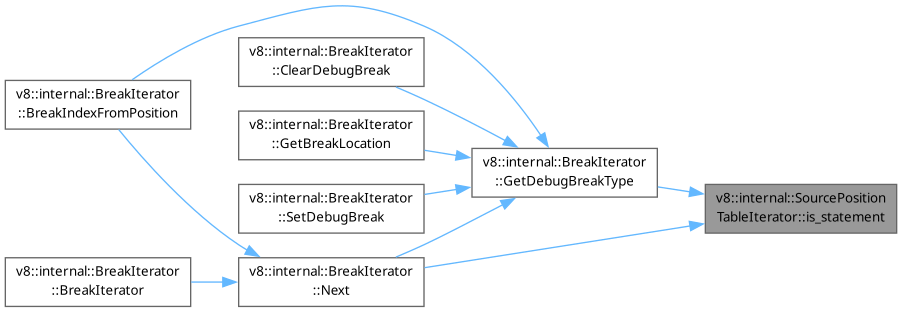 v8::internal::BreakIterator
::BreakIndexFromPosition
v8::internal::BreakIterator
::BreakIterator
v8::internal::BreakIterator
::ClearDebugBreak
v8::internal::BreakIterator
::GetBreakLocation
v8::internal::BreakIterator
::SetDebugBreak
v8::internal::BreakIterator
::Next
v8::internal::BreakIterator
::GetDebugBreakType
v8::internal::SourcePosition
TableIterator::is_statement